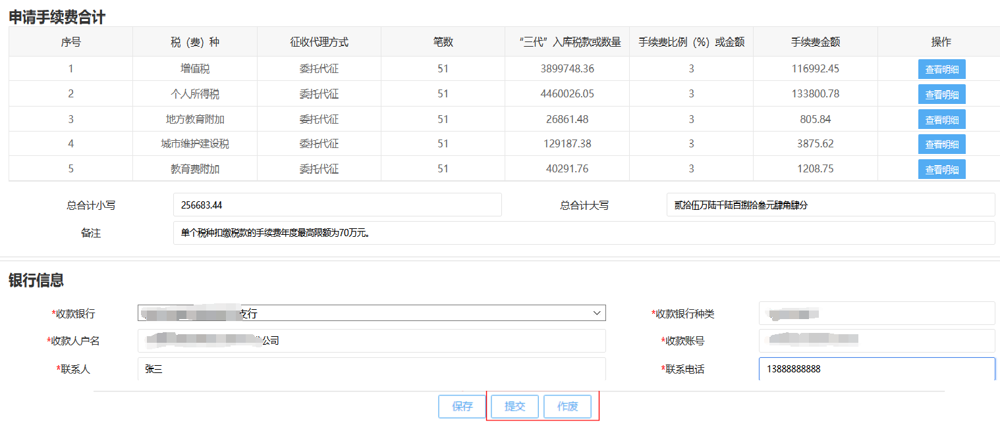 申请手续费合计
序号 税（费）种 征收代理方式 笔数 “三代”入库税款或数量 手续费比例（%）或金额 手续费金额 操作
1 增值税 委托代征 51 3899748.36 3 116992.45 查看明细
2 个人所得税 委托代征 51 4460026.05 3 133800.78 查看明细
3 地方教育附加 委托代征 51 26861.48 3 805.84 查看明细
4 城市维护建设税 委托代征 51 129187.38 3 3875.62 查看明细
5 教育费附加 委托代征 51 40291.76 3 1208.75 查看明细
总合计小写 256683.44 总合计大写 贰拾伍万陆千陆百捌拾叁元肆角肆分
备注 单个税种扣缴税款的手续费年度最高限额为70万元。
银行信息
*收款银行 支行 *收款银行种类
*收款人户名 公司 *收款账号
*联系人 张三 *联系电话 13888888888
保存 提交 作废